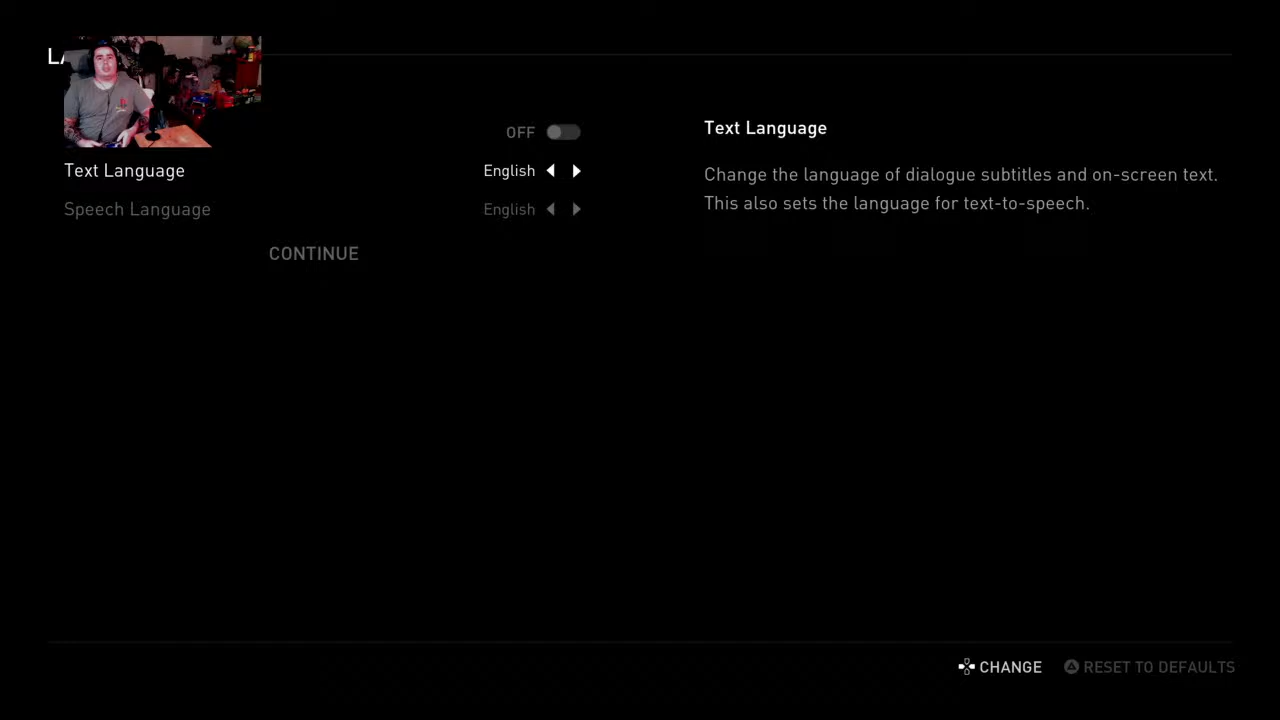 OFF
Text Language English
Speech Language English
CONTINUE
Text Language
Change the language of dialogue subtitles and on-screen text.
This also sets the language for text-to-speech.
CHANGE RESET TO DEFAULTS